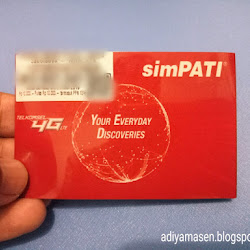 simPATI®
TELKOMSEL
4G LTE
YOUR EVERYDAY
DISCOVERIES
adiyamasen.blogspot